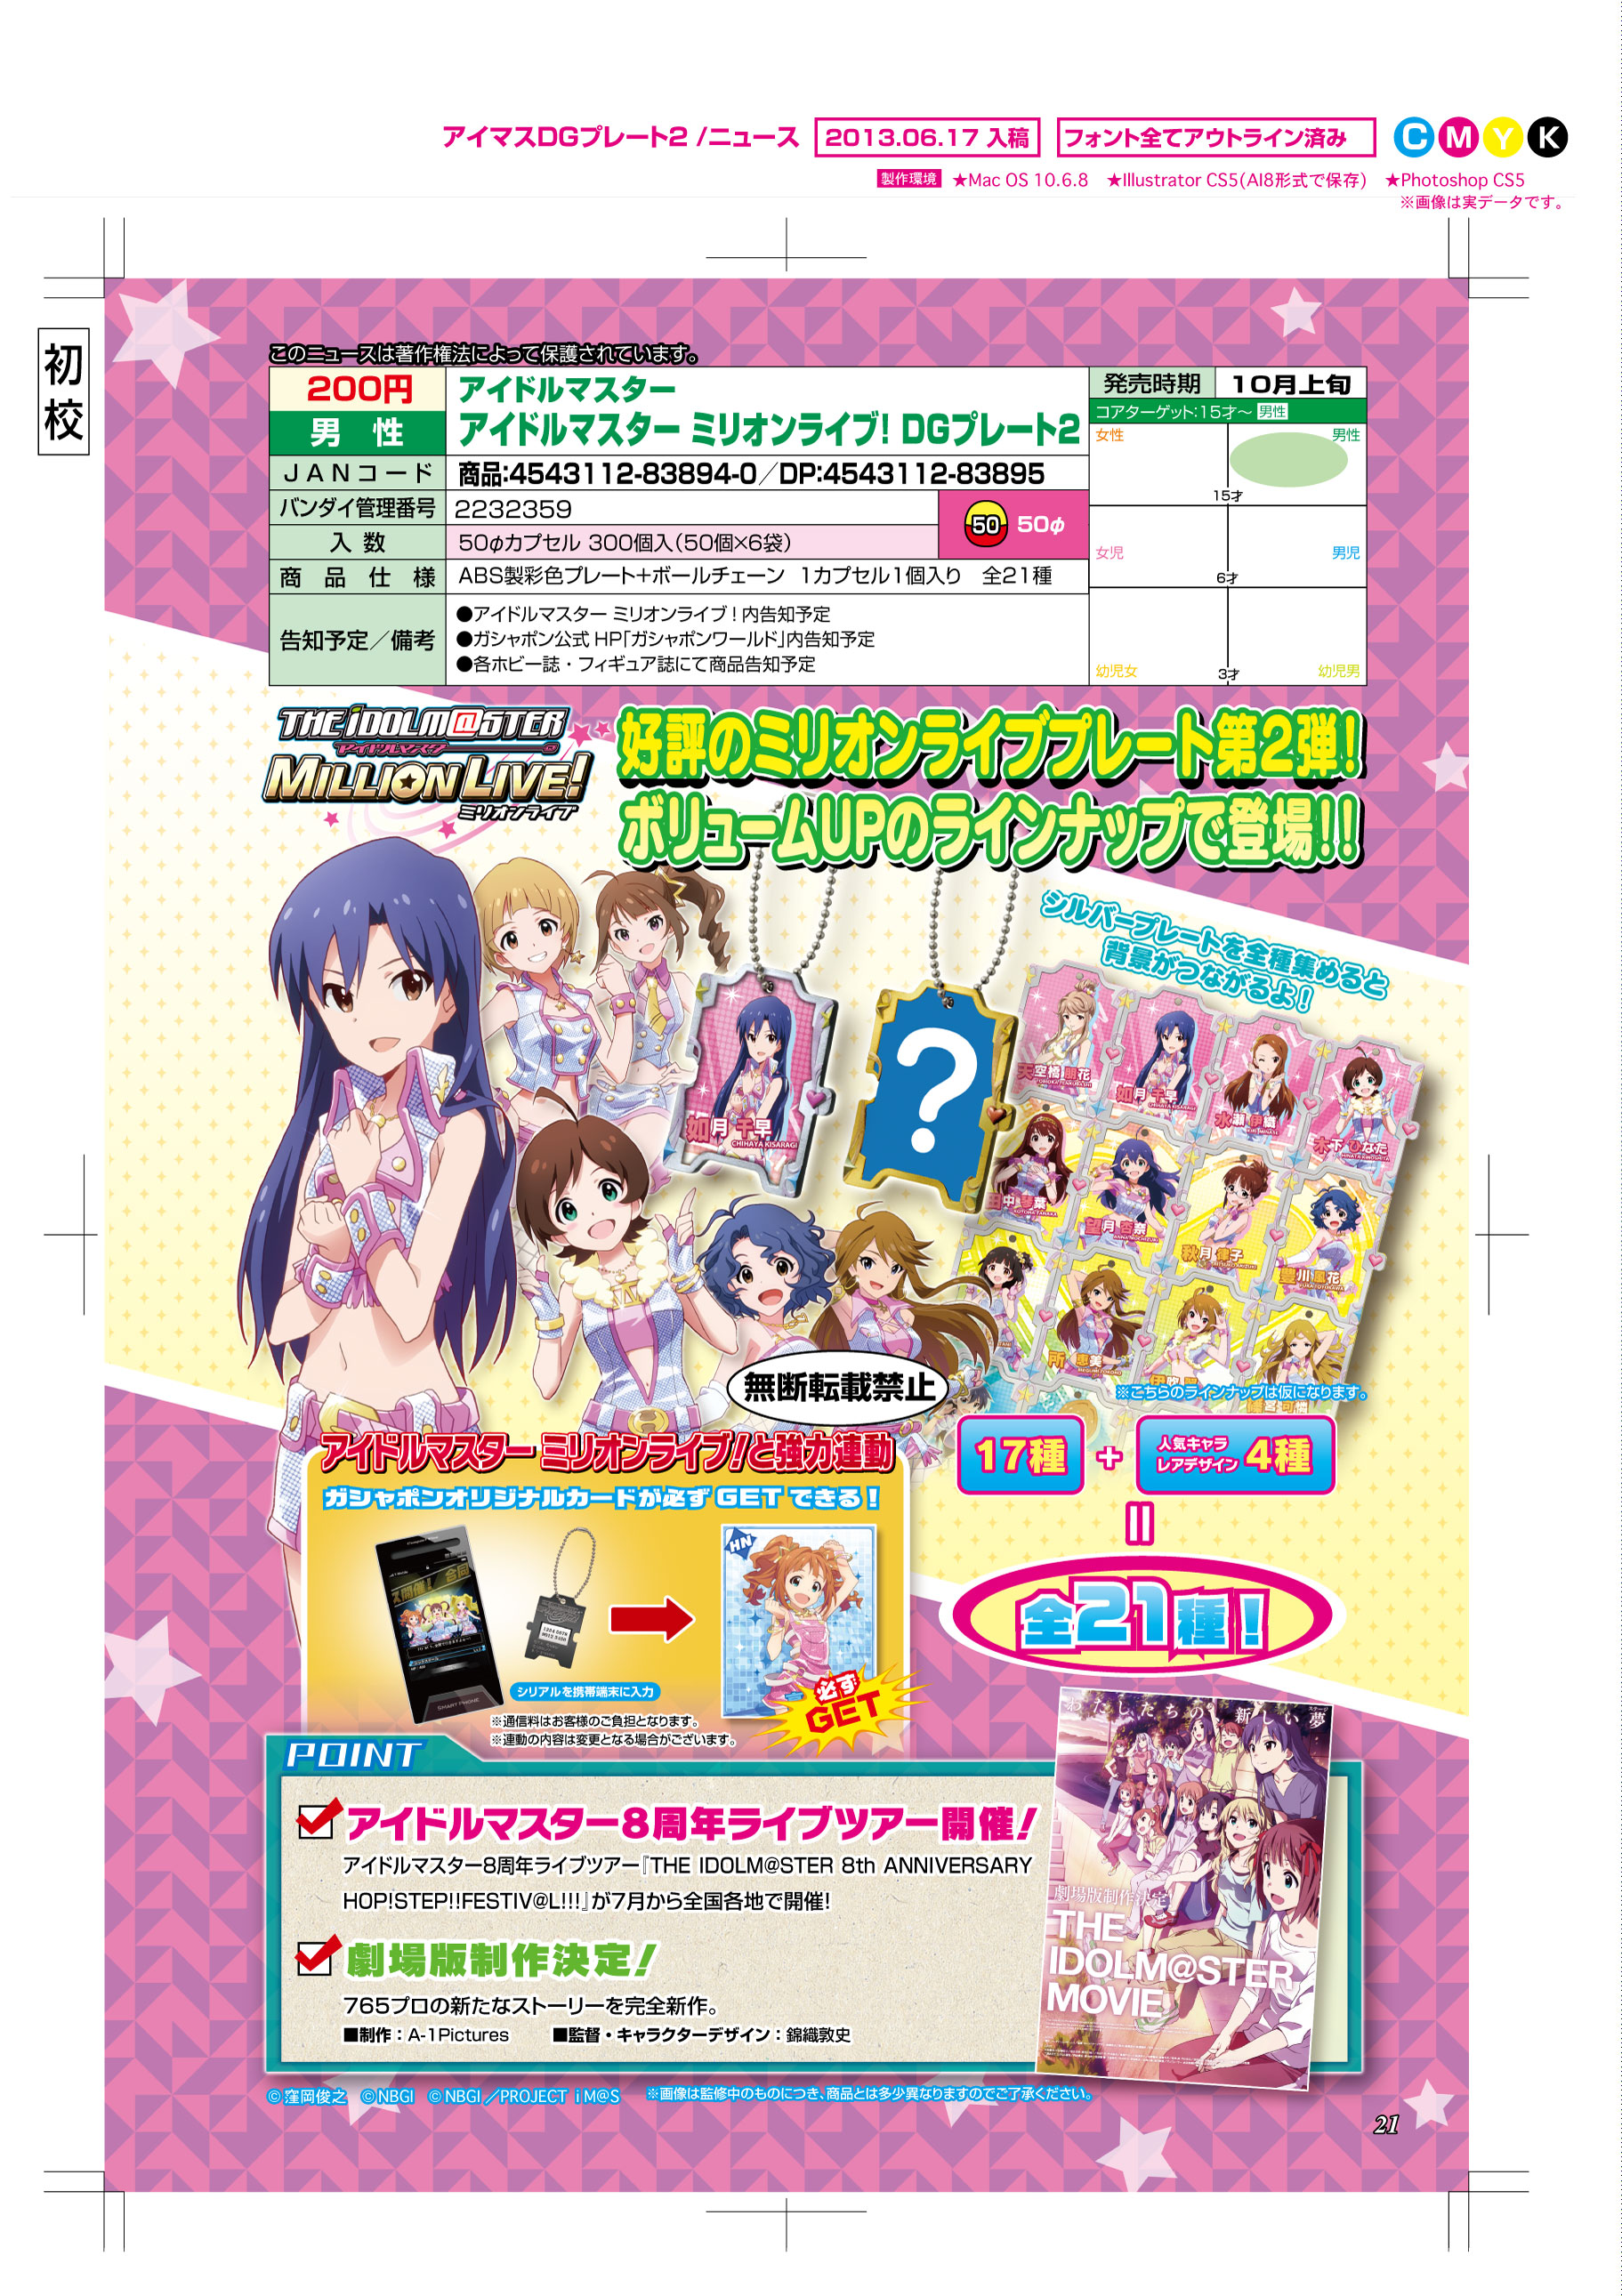 アイマスDGプレート2 /ニュース
2013.06.17 入稿
フォント全てアウトライン済み
C M Y K
製作環境 ★Mac OS 10.6.8 ★Illustrator CS5(AI8形式で保存) ★Photoshop CS5
※画像は実データです。
初校
このニュースは著作権法によって保護されています。
200円
男性
アイドルマスター
アイドルマスター ミリオンライブ! DGプレート2
発売時期 10月上旬
コアターゲット:15才〜 男性
女性 男性
15才
女児 男児
6才
幼児女 3才 幼児男
JANコード 商品:4543112-83894-0／DP:4543112-83895
バンダイ管理番号 2232359
50 50φ
入数 50φカプセル 300個入(50個×6袋)
商品仕様 ABS製彩色プレート+ボールチェーン 1カプセル1個入り 全21種
告知予定／備考
●アイドルマスター ミリオンライブ!内告知予定
●ガシャポン公式HP「ガシャポンワールド」内告知予定
●各ホビー誌・フィギュア誌にて商品告知予定
THE iDOLM@STER
アイドルマスター
MILLION LIVE!
ミリオンライブ
好評のミリオンライブプレート第2弾!
ボリュームUPのラインナップで登場!!
シルバープレートを全種集めると
背景がつながるよ!
如月 千早
CHIHAYA KISARAGI
?
天空橋 朋花
如月 千早
水瀬 伊織
木下 ひなた
田中 琴葉
望月 杏奈
秋月 律子
豊川 風花
所 恵美
※こちらのラインナップは仮になります。
無断転載禁止
17種 + 人気キャラ レアデザイン 4種
=
全21種!
アイドルマスター ミリオンライブ!と強力連動
ガシャポンオリジナルカードが必ずGETできる!
SMART PHONE
HN
シリアルを携帯端末に入力
必ず
GET
※通信料はお客様のご負担となります。
※連動の内容は変更となる場合がございます。
POINT
アイドルマスター8周年ライブツアー開催!
アイドルマスター8周年ライブツアー『THE IDOLM@STER 8th ANNIVERSARY
HOP!STEP!!FESTIV@L!!!』が7月から全国各地で開催!
劇場版制作決定!
765プロの新たなストーリーを完全新作。
■制作：A-1Pictures ■監督・キャラクターデザイン：錦織敦史
わたしたちの、新しい夢
劇場版制作決定
THE
IDOLM@STER
MOVIE
©窪岡俊之 ©NBGI ©NBGI／PROJECT iM@S ※画像は監修中のものにつき、商品とは多少異なりますのでご了承ください。
21